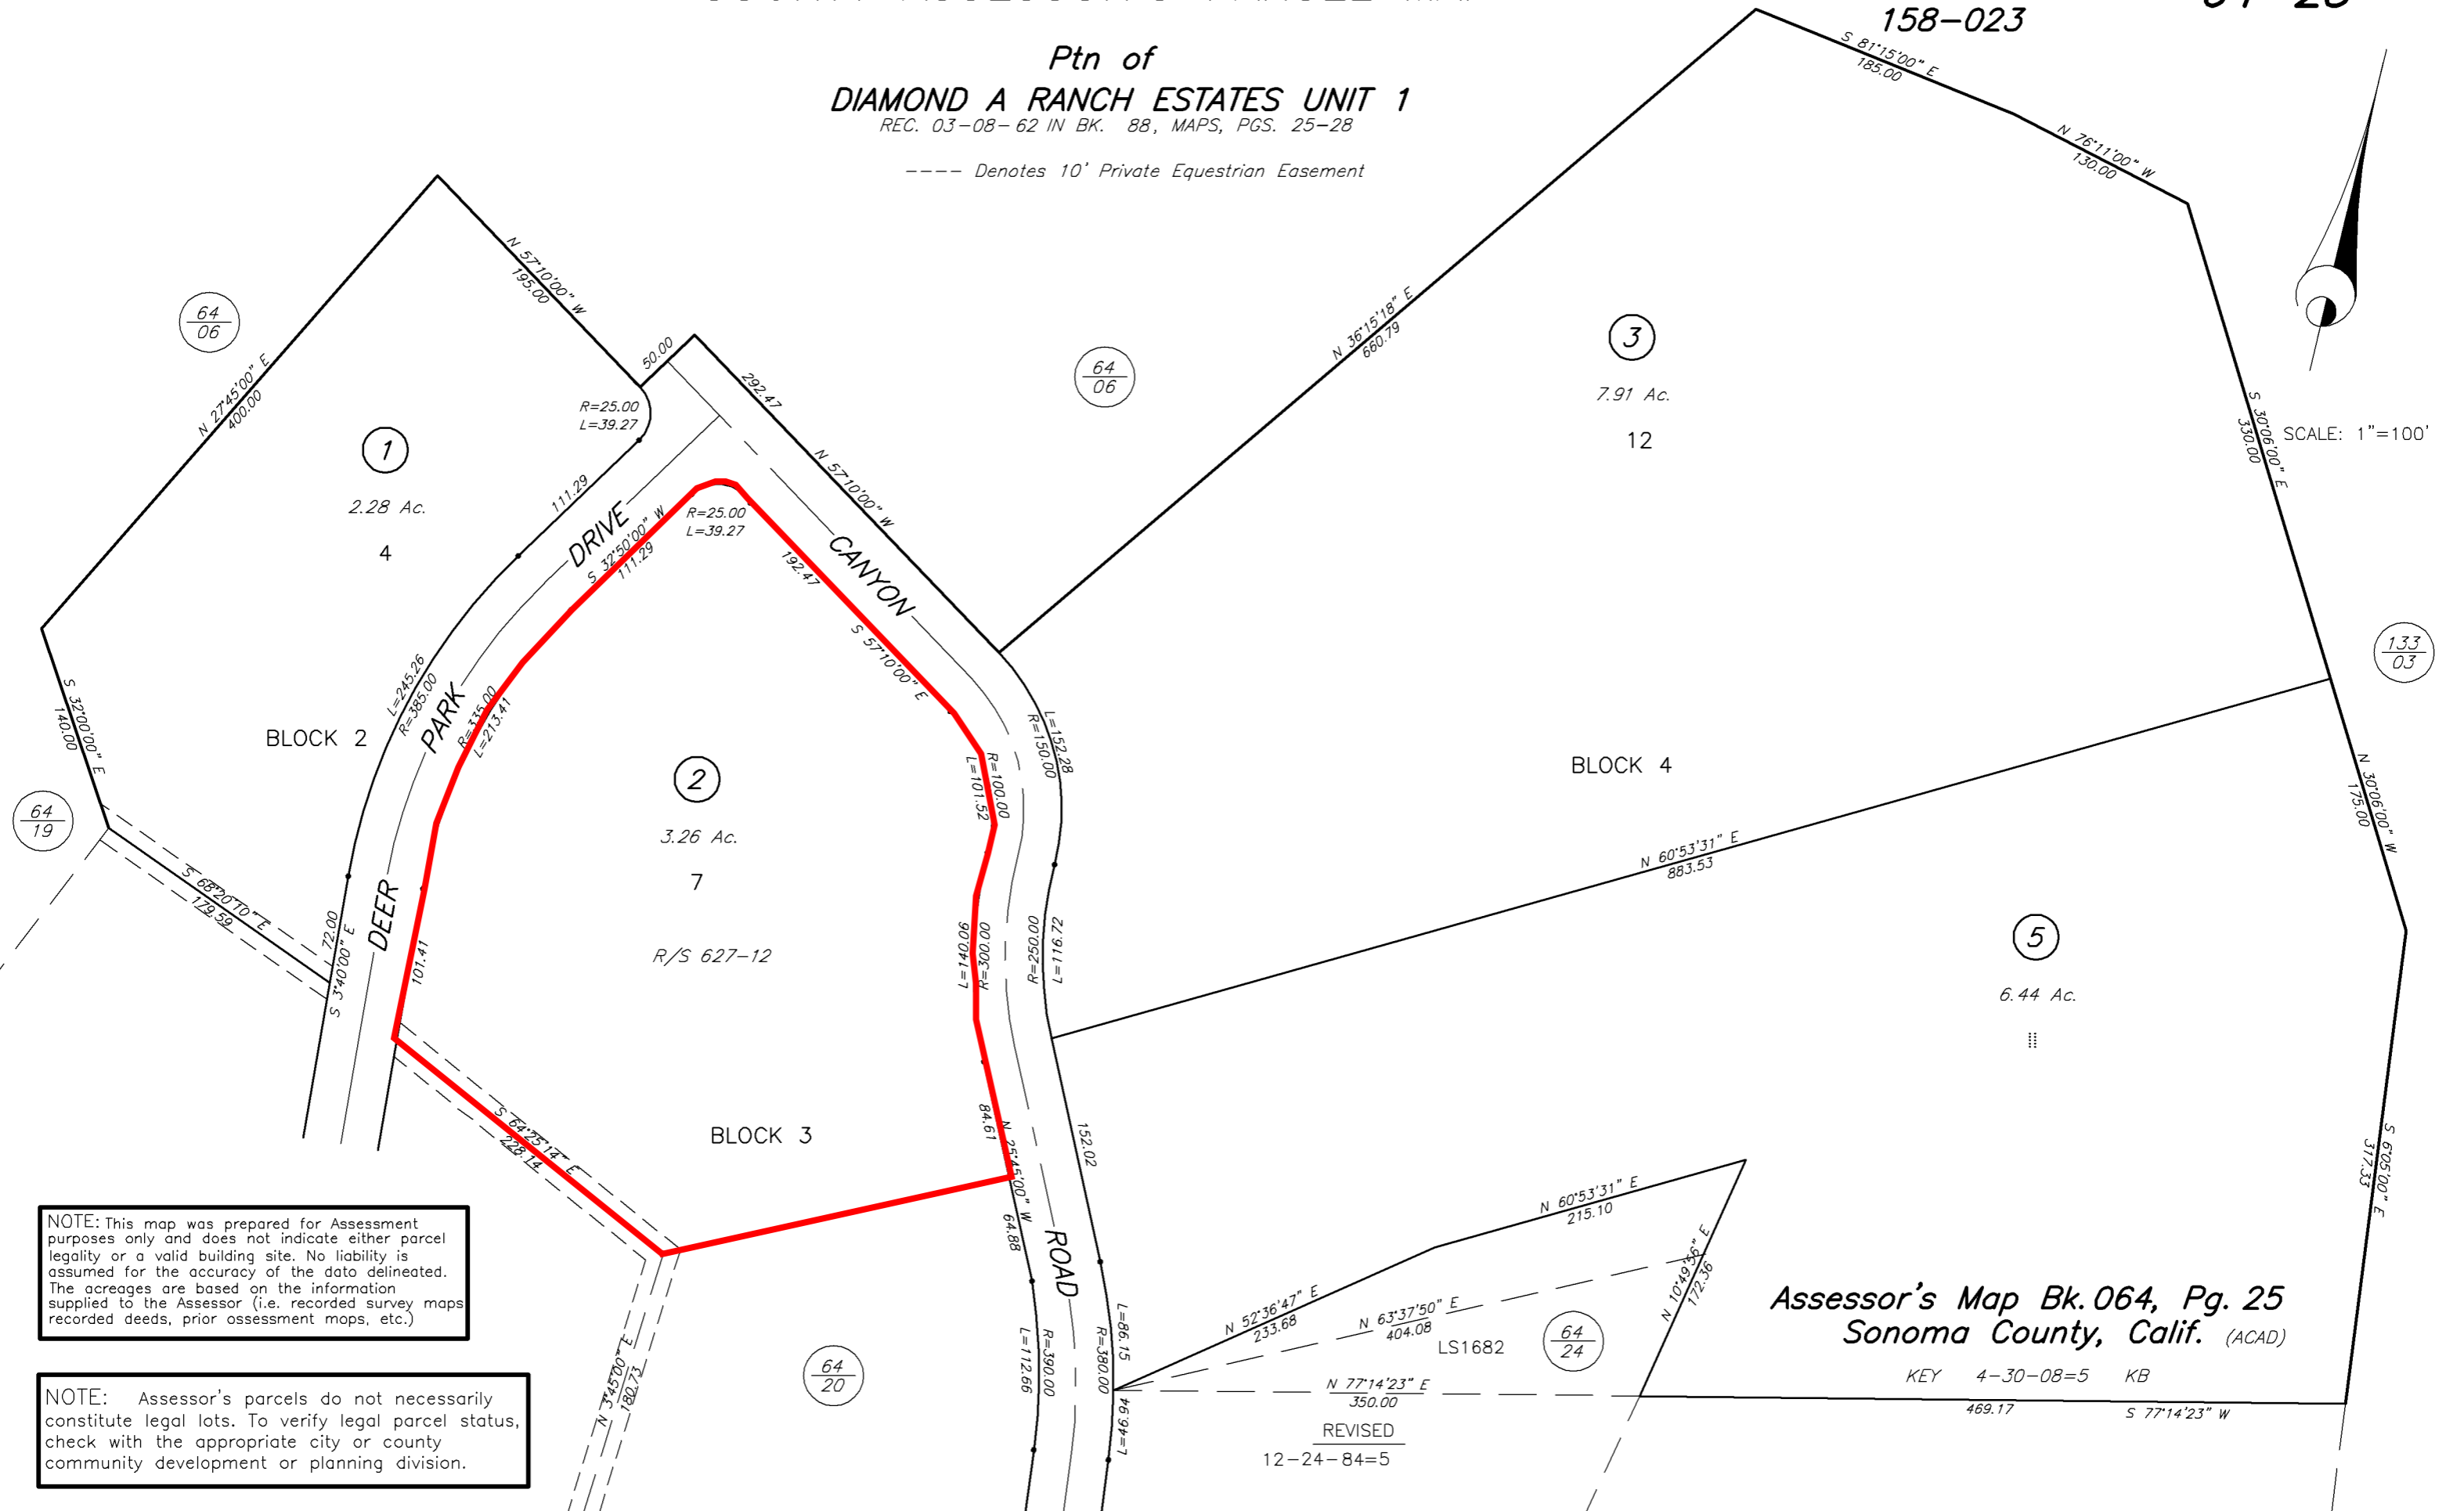 158-023
Ptn of
DIAMOND A RANCH ESTATES UNIT 1
REC. 03-08-62 IN BK. 88, MAPS, PGS. 25-28
---- Denotes 10' Private Equestrian Easement
S 81°15'00" E
185.00
N 76°11'00" W
130.00
N 57°10'00" W
195.00
64
06
N 27°45'00" E
400.00
50.00
292.47
R=25.00
L=39.27
64
06
N 36°15'18" E
660.79
3
7.91 Ac.
12
S 30°06'00" E
330.00
SCALE: 1"=100'
1
2.28 Ac.
4
111.29
DRIVE
S 32°50'00" W
111.29
R=25.00
L=39.27
N 57°10'00" W
CANYON
192.47
S 57°10'00" E
133
03
S 32°00'00" E
140.00
BLOCK 2
L=245.26
R=385.00
PARK
R=335.00
L=213.41
2
3.26 Ac.
7
R/S 627-12
R=100.00
L=101.52
L=152.28
R=150.00
BLOCK 4
N 30°06'00" W
175.00
64
19
S 68°20'10" E
179.59
72.00
S 3°40'00" E
DEER
101.41
L=140.06
R=300.00
R=250.00
L=116.72
N 60°53'31" E
883.53
5
6.44 Ac.
S 64°25'14" E
228.14
BLOCK 3
84.61
N 25°45'00" W
152.02
64.88
ROAD
S 6°05'00" E
317.33
N 60°53'31" E
215.10
N 10°49'56" E
172.36
N 52°36'47" E
233.68
N 63°37'50" E
404.08
LS1682
64
24
L=86.15
R=380.00
L=112.66
R=390.00
N 3°45'00" E
180.73
64
20
N 77°14'23" E
350.00
L=46.94
REVISED
12-24-84=5
469.17
S 77°14'23" W
Assessor's Map Bk. 064, Pg. 25
Sonoma County, Calif. (ACAD)
KEY 4-30-08=5 KB
NOTE: This map was prepared for Assessment
purposes only and does not indicate either parcel
legality or a valid building site. No liability is
assumed for the accuracy of the dato delineated.
The acreages are based on the information
supplied to the Assessor (i.e. recorded survey maps
recorded deeds, prior ossessment mops, etc.)
NOTE: Assessor's parcels do not necessarily
constitute legal lots. To verify legal parcel status,
check with the appropriate city or county
community development or planning division.